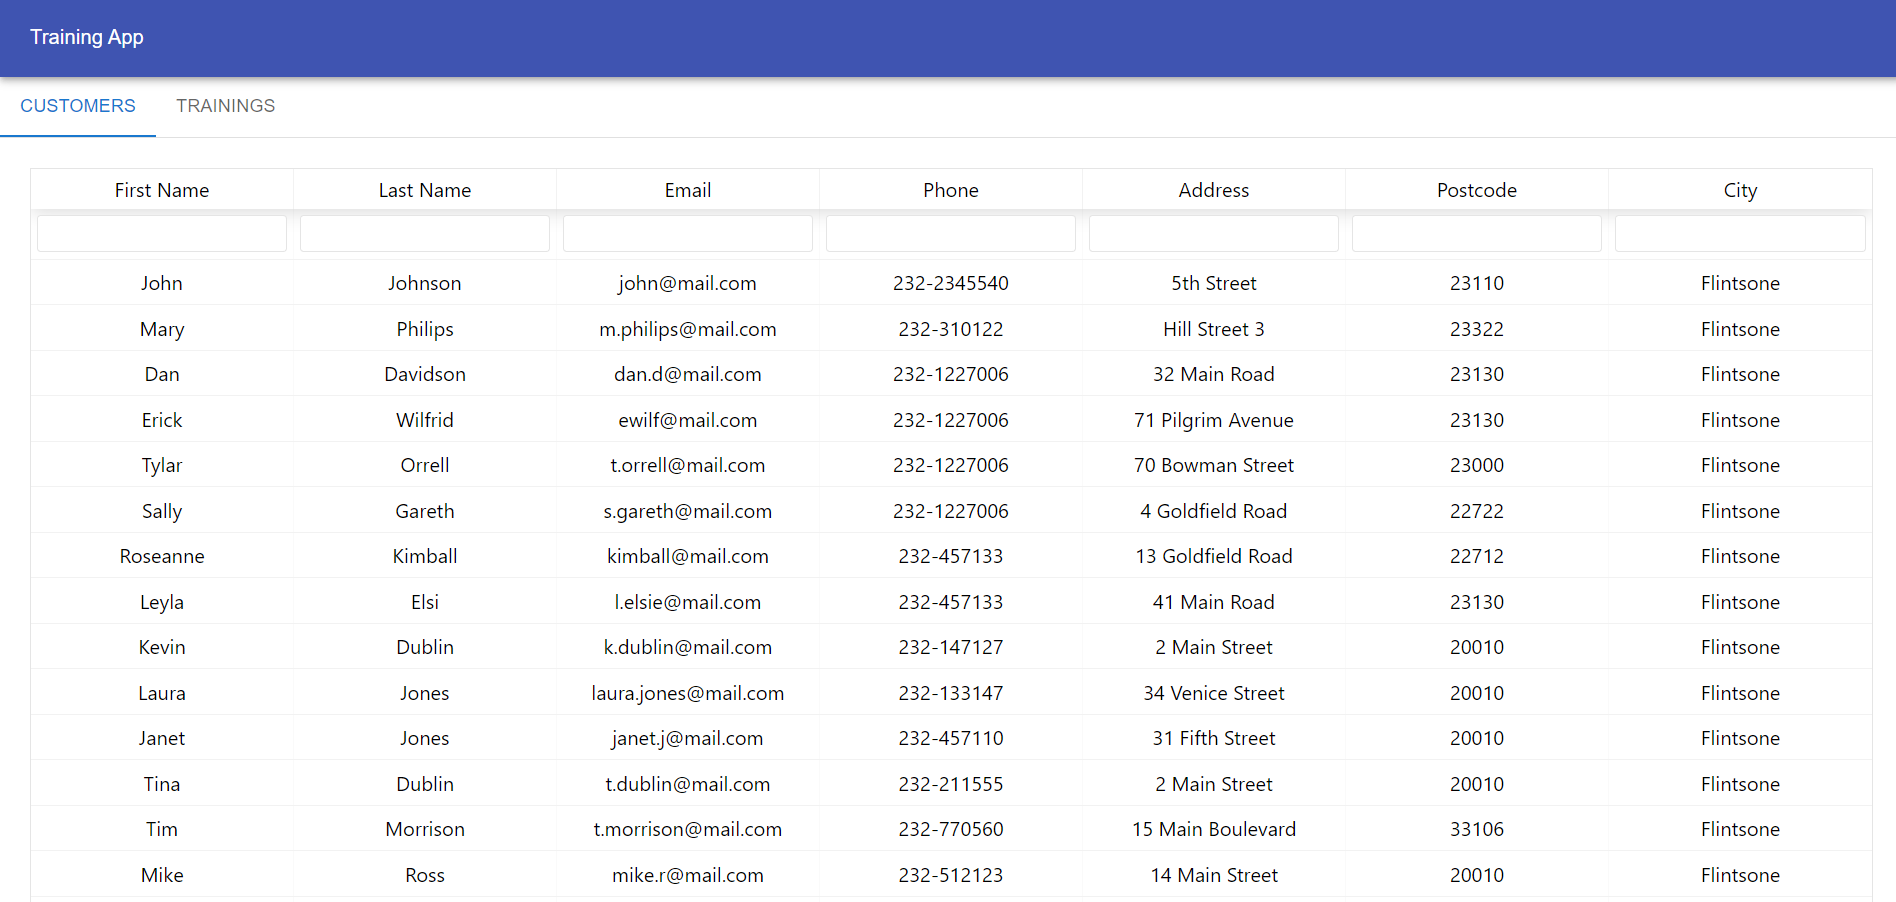 Training App
CUSTOMERS TRAININGS
First Name Last Name Email Phone Address Postcode City
John Johnson john@mail.com 232-2345540 5th Street 23110 Flintsone
Mary Philips m.philips@mail.com 232-310122 Hill Street 3 23322 Flintsone
Dan Davidson dan.d@mail.com 232-1227006 32 Main Road 23130 Flintsone
Erick Wilfrid ewilf@mail.com 232-1227006 71 Pilgrim Avenue 23130 Flintsone
Tylar Orrell t.orrell@mail.com 232-1227006 70 Bowman Street 23000 Flintsone
Sally Gareth s.gareth@mail.com 232-1227006 4 Goldfield Road 22722 Flintsone
Roseanne Kimball kimball@mail.com 232-457133 13 Goldfield Road 22712 Flintsone
Leyla Elsi l.elsie@mail.com 232-457133 41 Main Road 23130 Flintsone
Kevin Dublin k.dublin@mail.com 232-147127 2 Main Street 20010 Flintsone
Laura Jones laura.jones@mail.com 232-133147 34 Venice Street 20010 Flintsone
Janet Jones janet.j@mail.com 232-457110 31 Fifth Street 20010 Flintsone
Tina Dublin t.dublin@mail.com 232-211555 2 Main Street 20010 Flintsone
Tim Morrison t.morrison@mail.com 232-770560 15 Main Boulevard 33106 Flintsone
Mike Ross mike.r@mail.com 232-512123 14 Main Street 20010 Flintsone